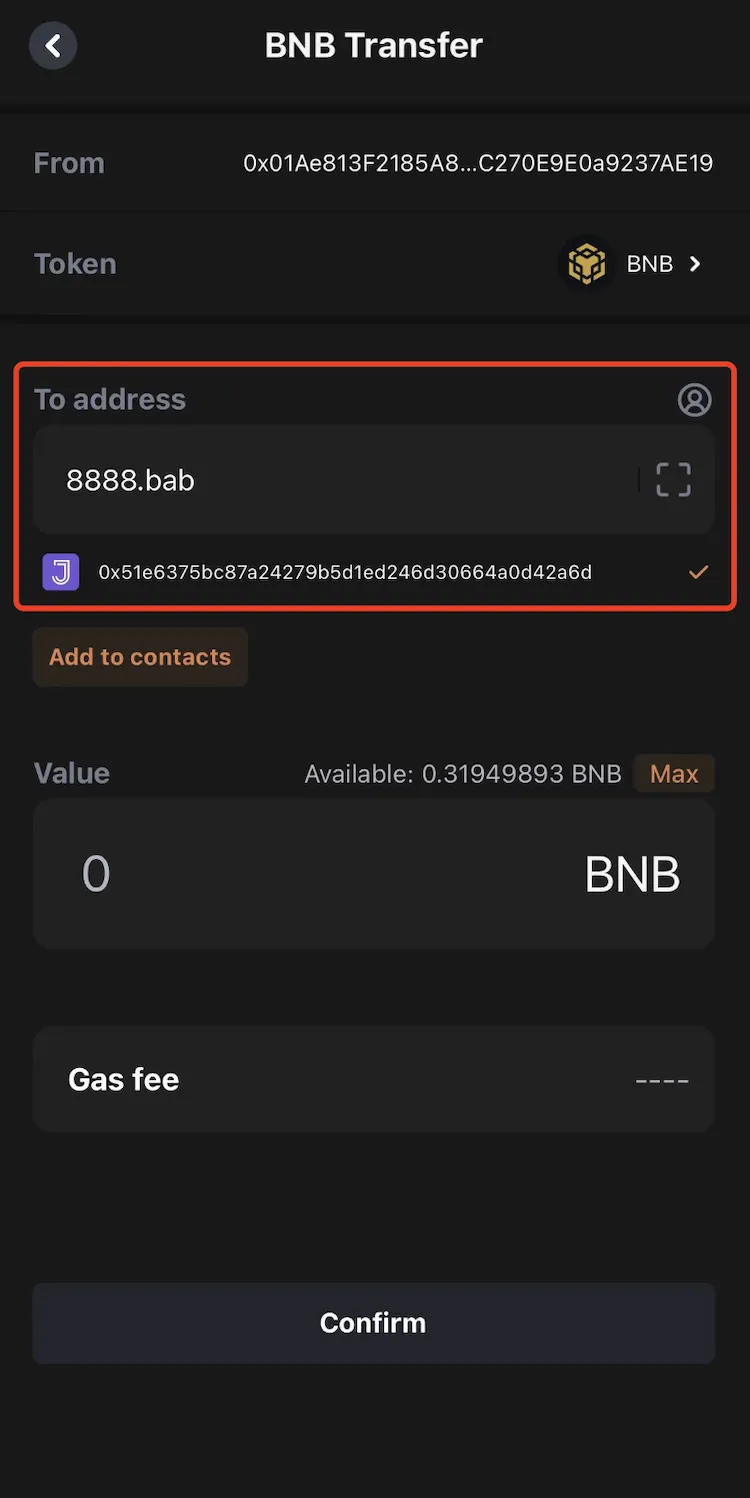 BNB Transfer
From 0x01Ae813F2185A8...C270E9E0a9237AE19
Token BNB
To address
8888.bab
0x51e6375bc87a24279b5d1ed246d30664a0d42a6d
Add to contacts
Value Available: 0.31949893 BNB Max
0 BNB
Gas fee ----
Confirm